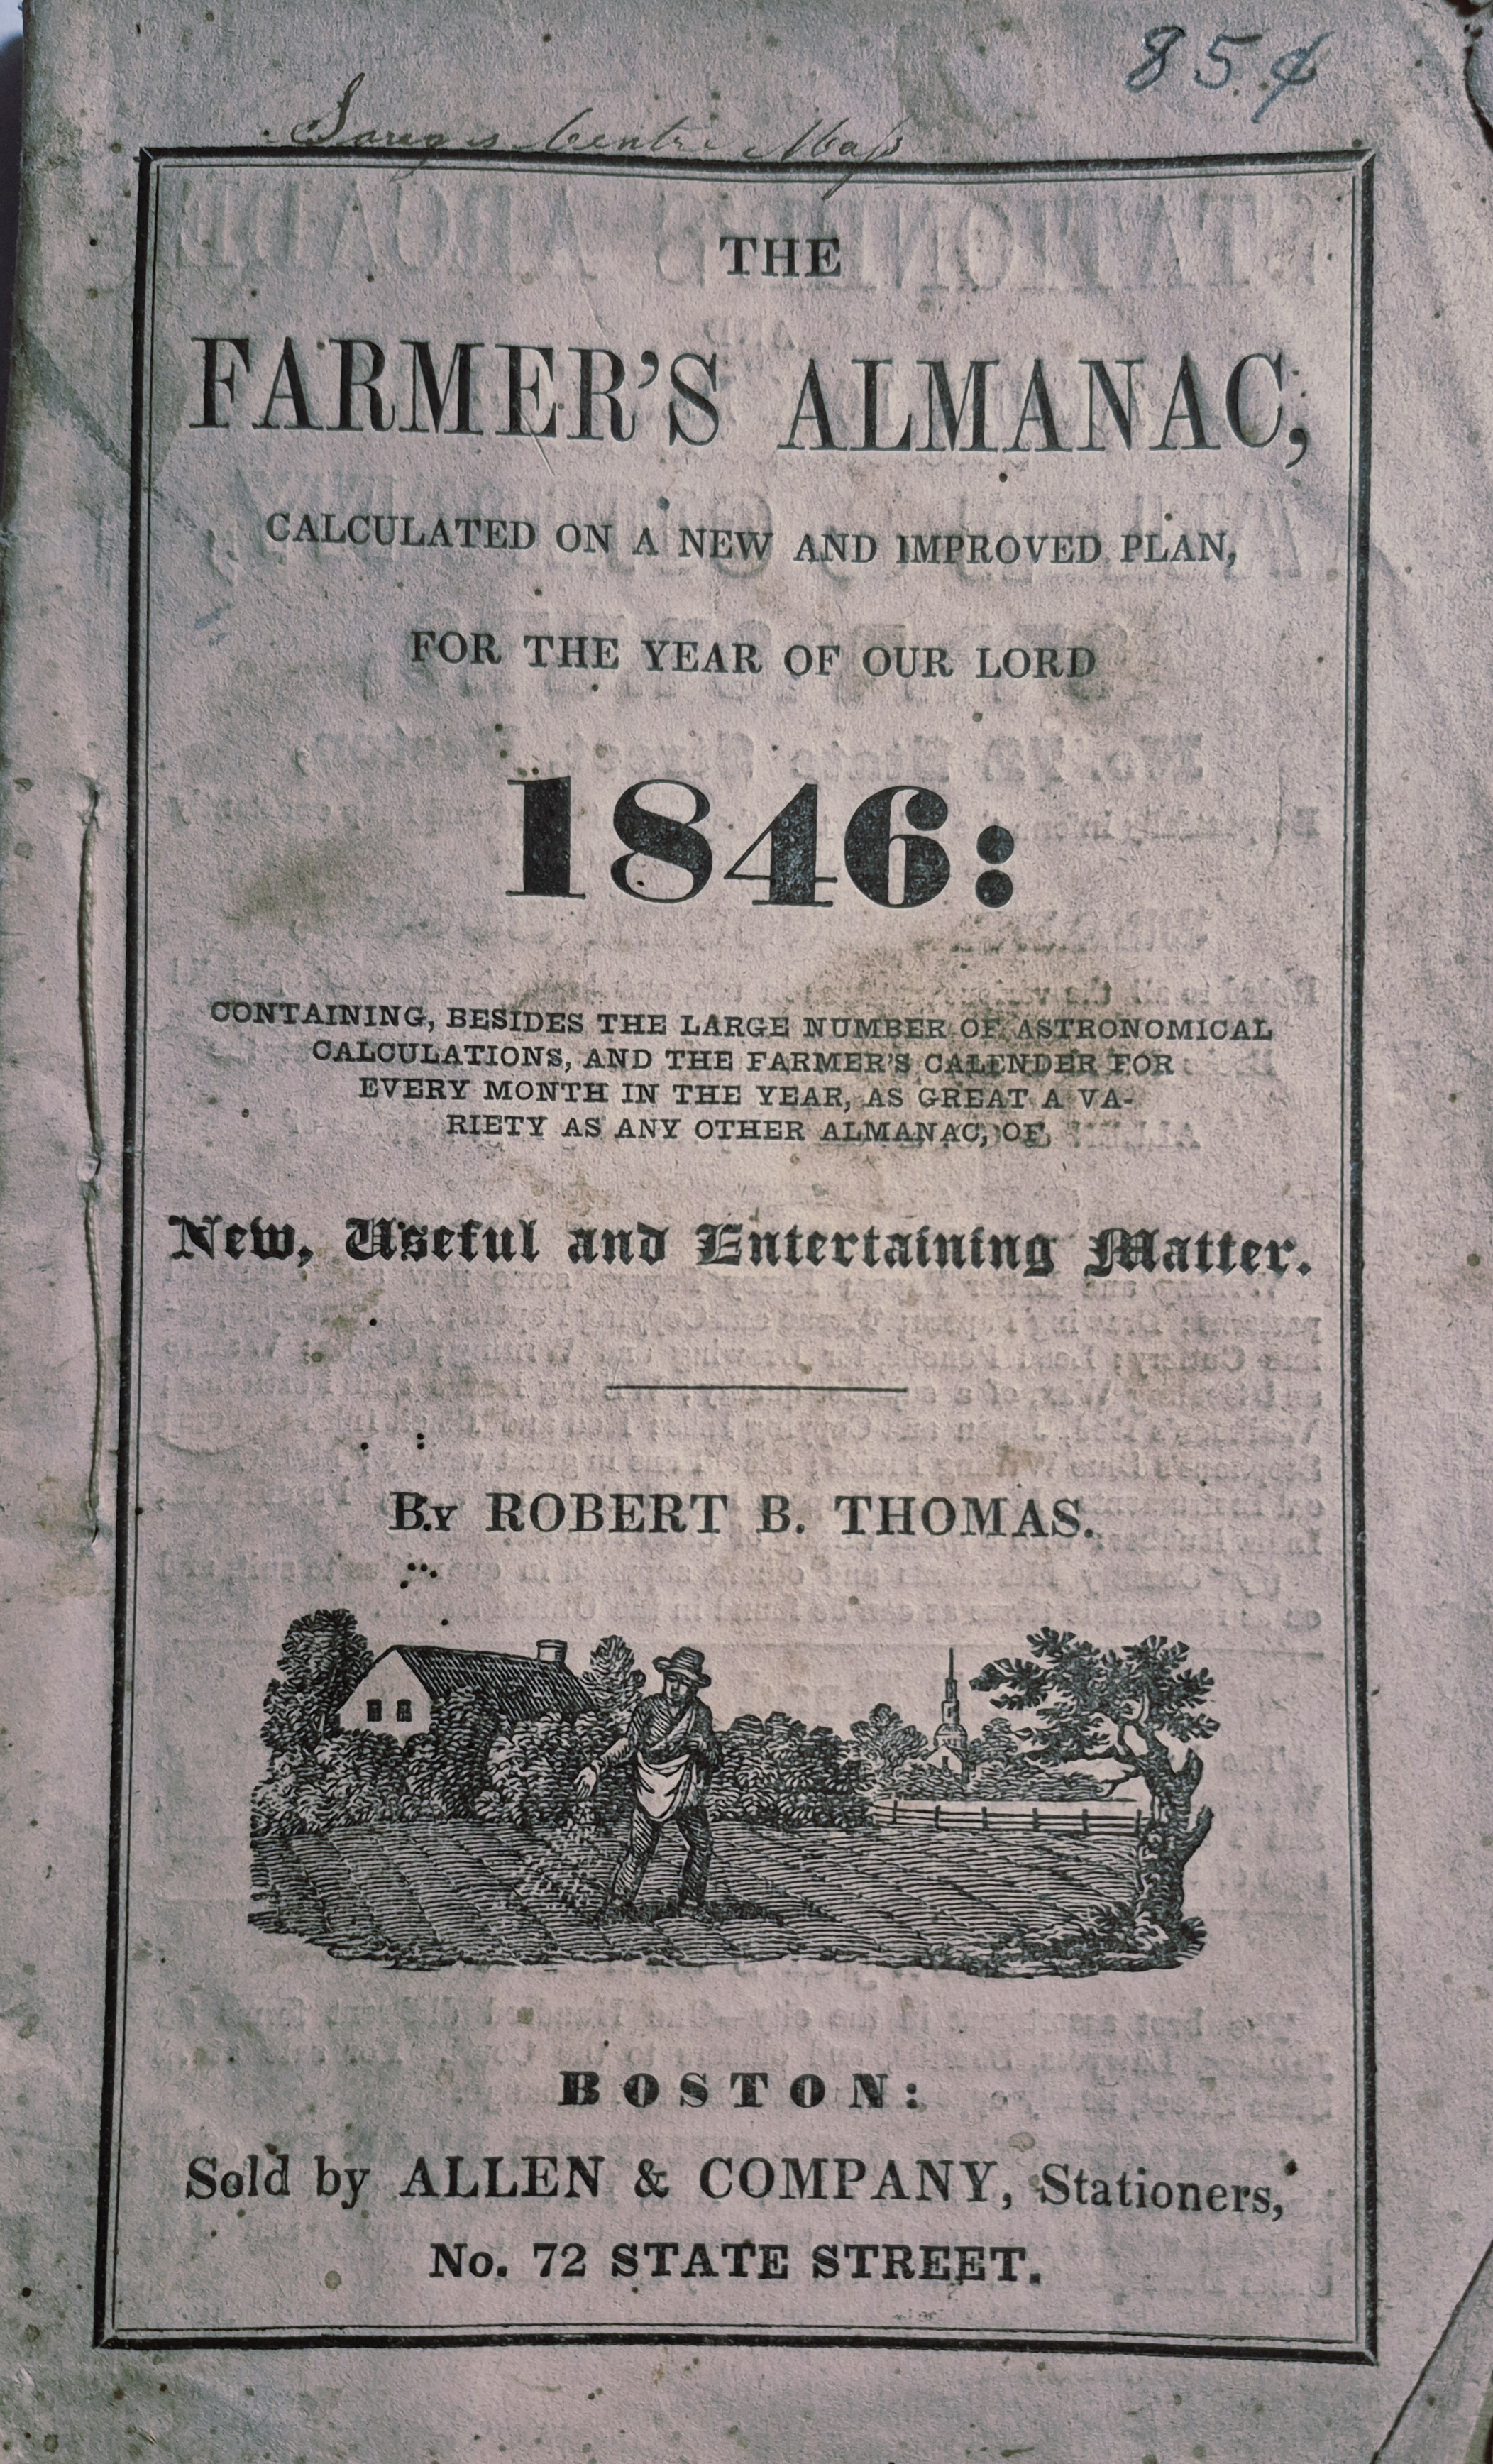 85¢
Centre Mass
THE
FARMER'S ALMANAC,
CALCULATED ON A NEW AND IMPROVED PLAN,
FOR THE YEAR OF OUR LORD
1846:
CONTAINING, BESIDES THE LARGE NUMBER OF ASTRONOMICAL
CALCULATIONS, AND THE FARMER'S CALENDER FOR
EVERY MONTH IN THE YEAR, AS GREAT A VA-
RIETY AS ANY OTHER ALMANAC, OF
New, Useful and Entertaining Matter.
BY ROBERT B. THOMAS.
BOSTON:
Sold by ALLEN & COMPANY, Stationers,
No. 72 STATE STREET.